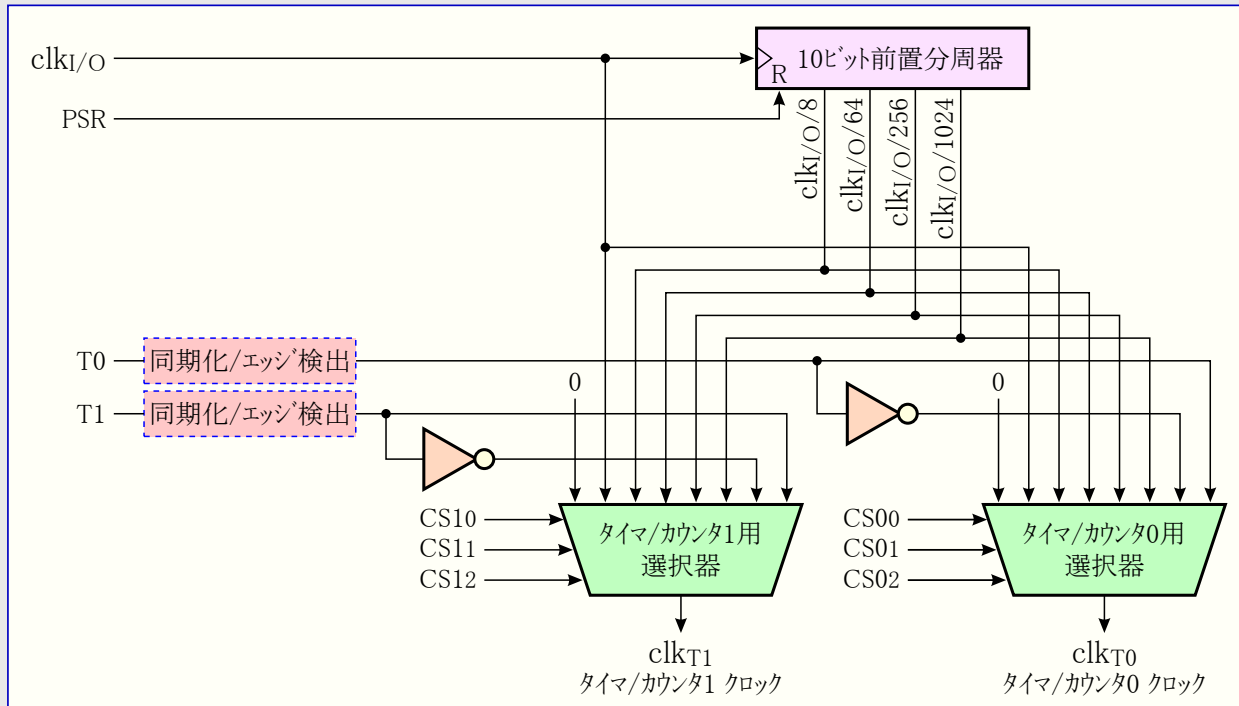 clkI/O
10ビット前置分周器
R
PSR
clkI/O/8
clkI/O/64
clkI/O/256
clkI/O/1024
T0
同期化/エッジ検出
T1
同期化/エッジ検出
0
0
CS10
CS11
CS12
タイマ/カウンタ1用
選択器
CS00
CS01
CS02
タイマ/カウンタ0用
選択器
clkT1
タイマ/カウンタ1 クロック
clkT0
タイマ/カウンタ0 クロック